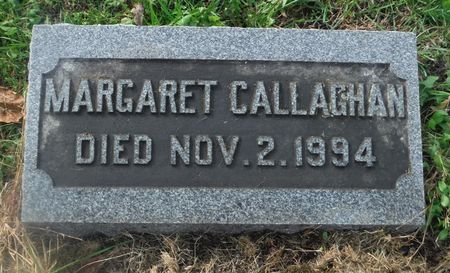 MARGARET CALLAGHAN
DIED NOV. 2. 1994